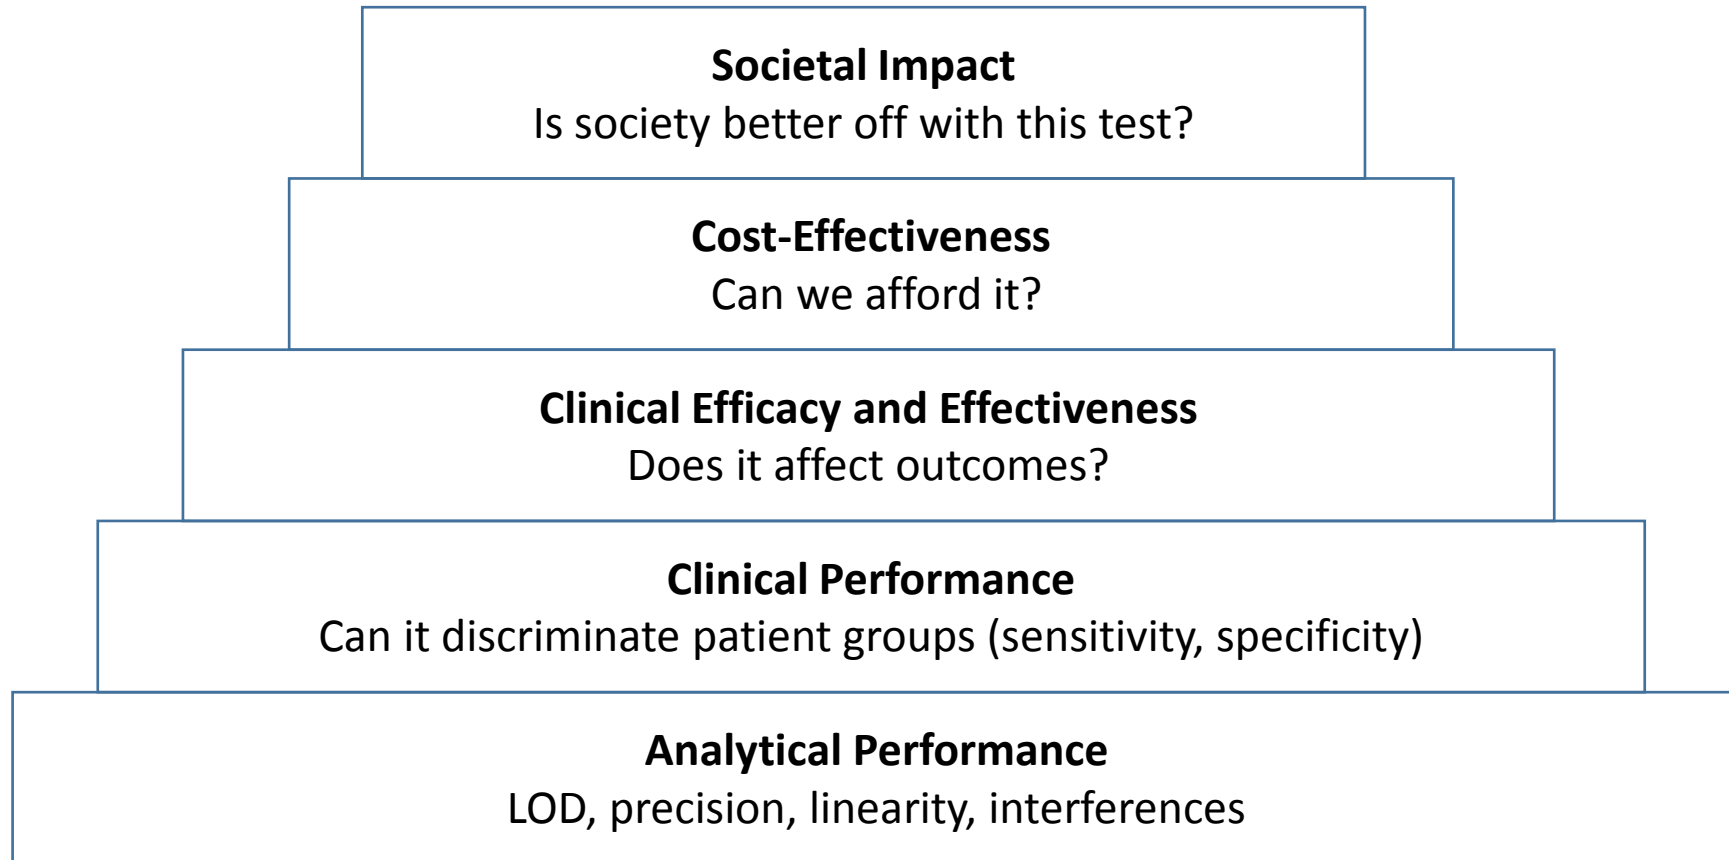 Societal Impact
Is society better off with this test?
Cost-Effectiveness
Can we afford it?
Clinical Efficacy and Effectiveness
Does it affect outcomes?
Clinical Performance
Can it discriminate patient groups (sensitivity, specificity)
Analytical Performance
LOD, precision, linearity, interferences